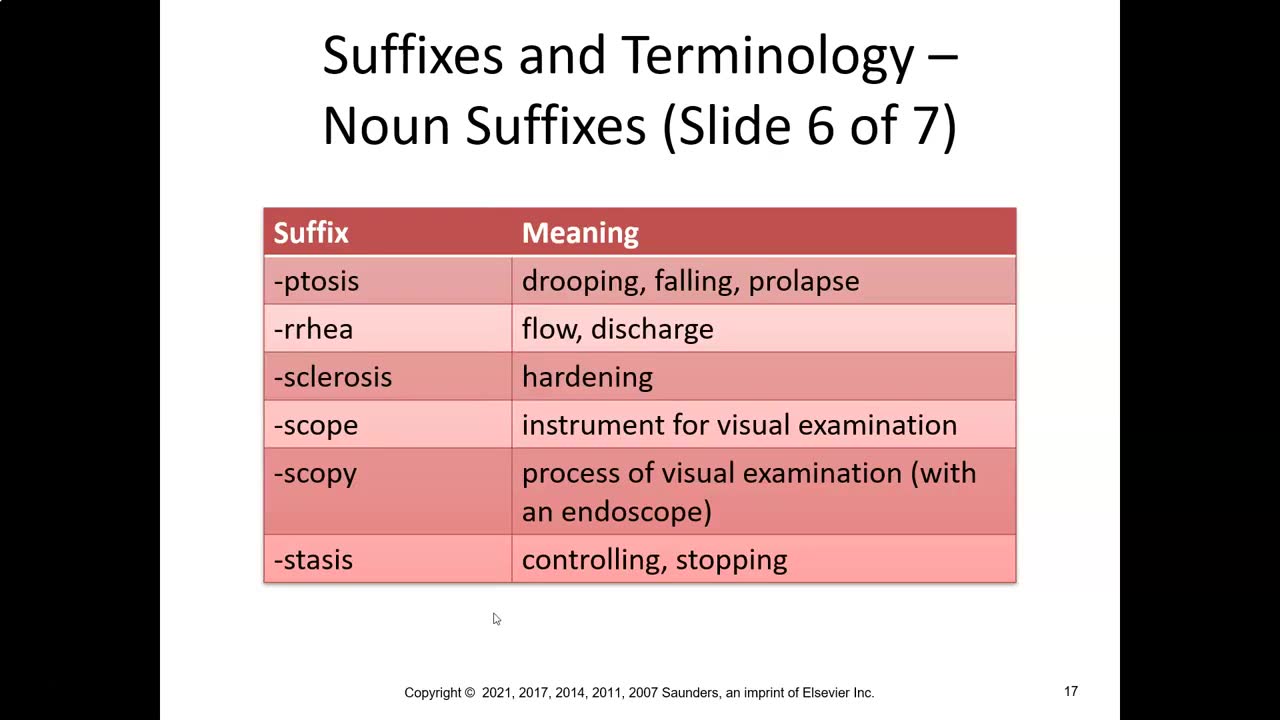 Suffixes and Terminology –
Noun Suffixes (Slide 6 of 7)
Suffix Meaning
-ptosis drooping, falling, prolapse
-rrhea flow, discharge
-sclerosis hardening
-scope instrument for visual examination
-scopy process of visual examination (with
an endoscope)
-stasis controlling, stopping
Copyright © 2021, 2017, 2014, 2011, 2007 Saunders, an imprint of Elsevier Inc.
17